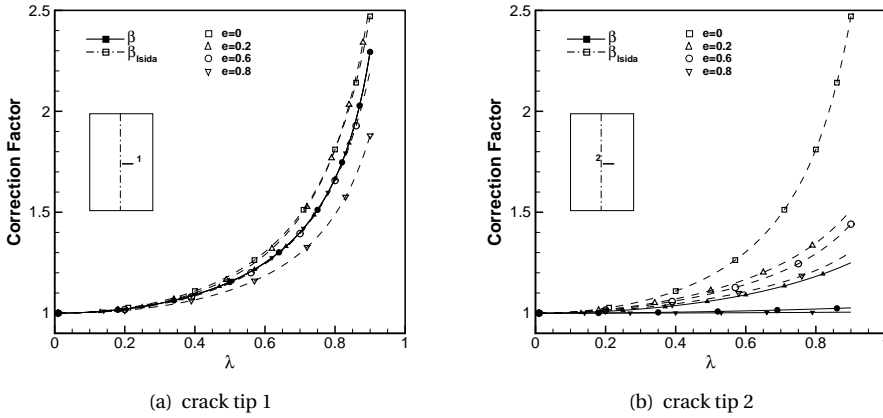 Correction Factor
2.5
2
1.5
1
0
0.2
0.4
0.6
0.8
1
λ
β
β_Isida
e=0
e=0.2
e=0.6
e=0.8
1
(a) crack tip 1
Correction Factor
2.5
2
1.5
1
0
0.2
0.4
0.6
0.8
1
λ
β
β_Isida
e=0
e=0.2
e=0.6
e=0.8
2
(b) crack tip 2